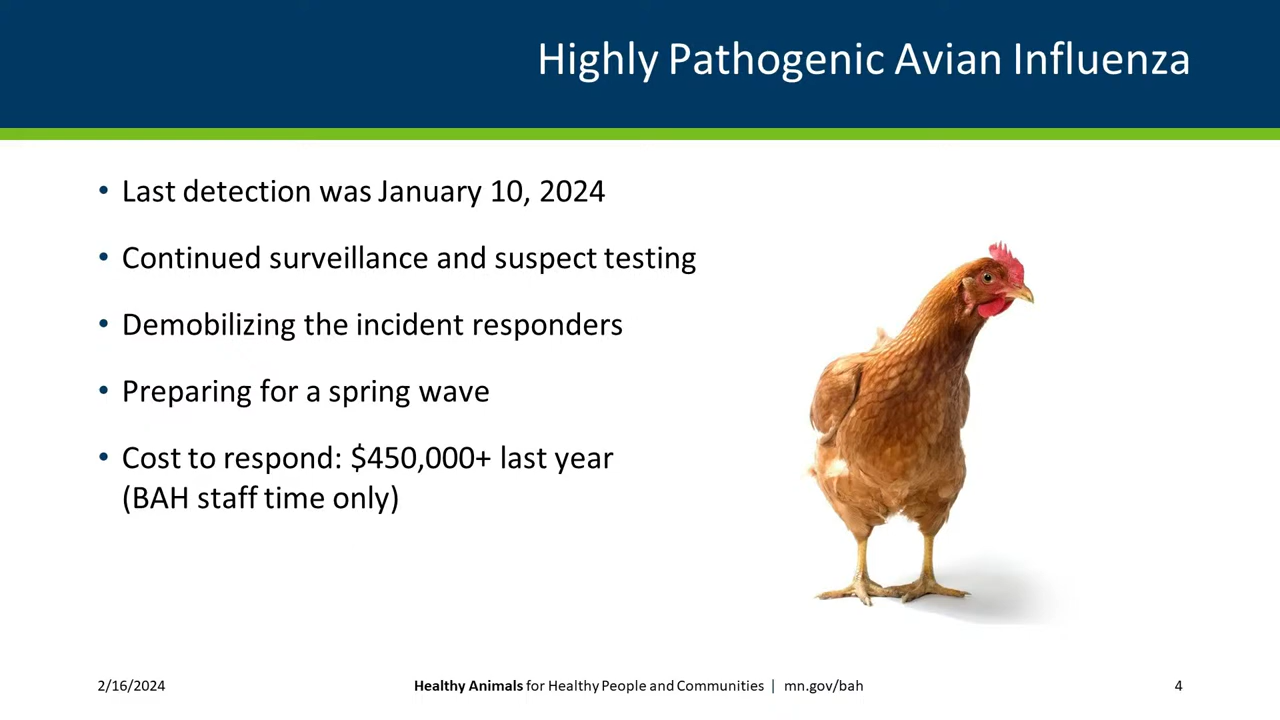 Highly Pathogenic Avian Influenza
• Last detection was January 10, 2024
• Continued surveillance and suspect testing
• Demobilizing the incident responders
• Preparing for a spring wave
• Cost to respond: $450,000+ last year
(BAH staff time only)
2/16/2024
Healthy Animals for Healthy People and Communities | mn.gov/bah
4